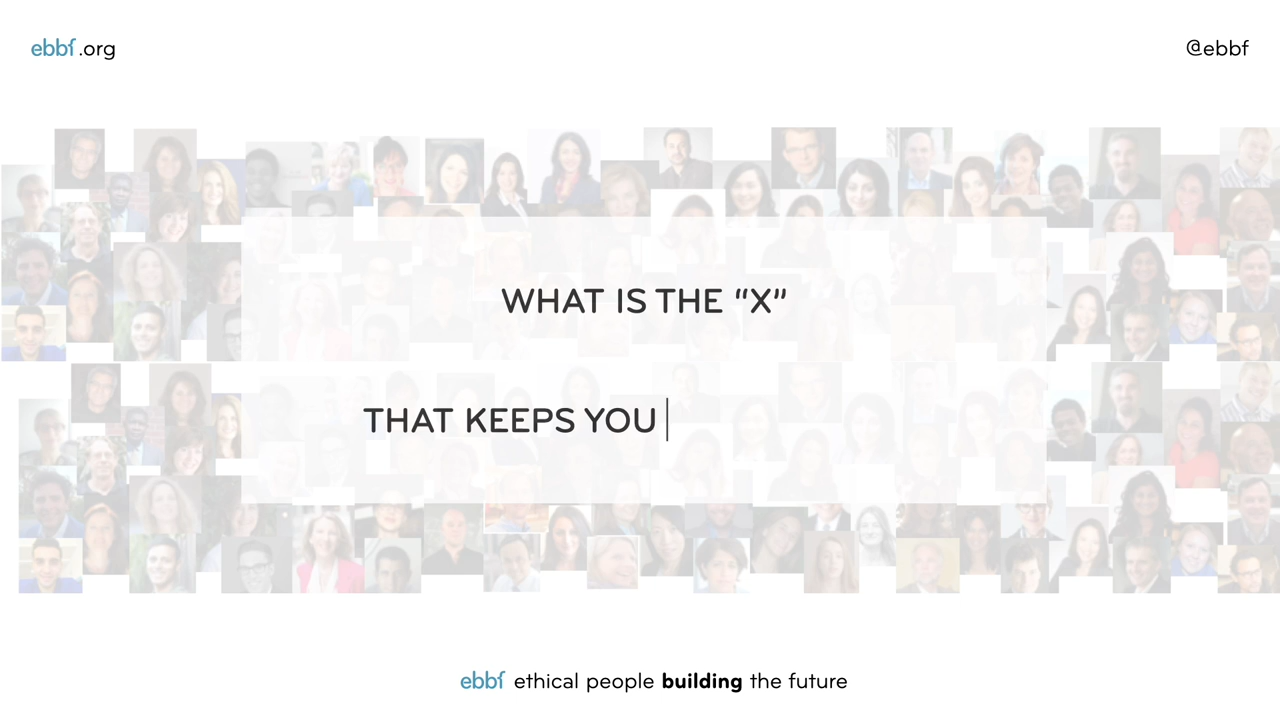 ebbf.org
@ebbf
WHAT IS THE “X”
THAT KEEPS YOU
ebbf ethical people building the future